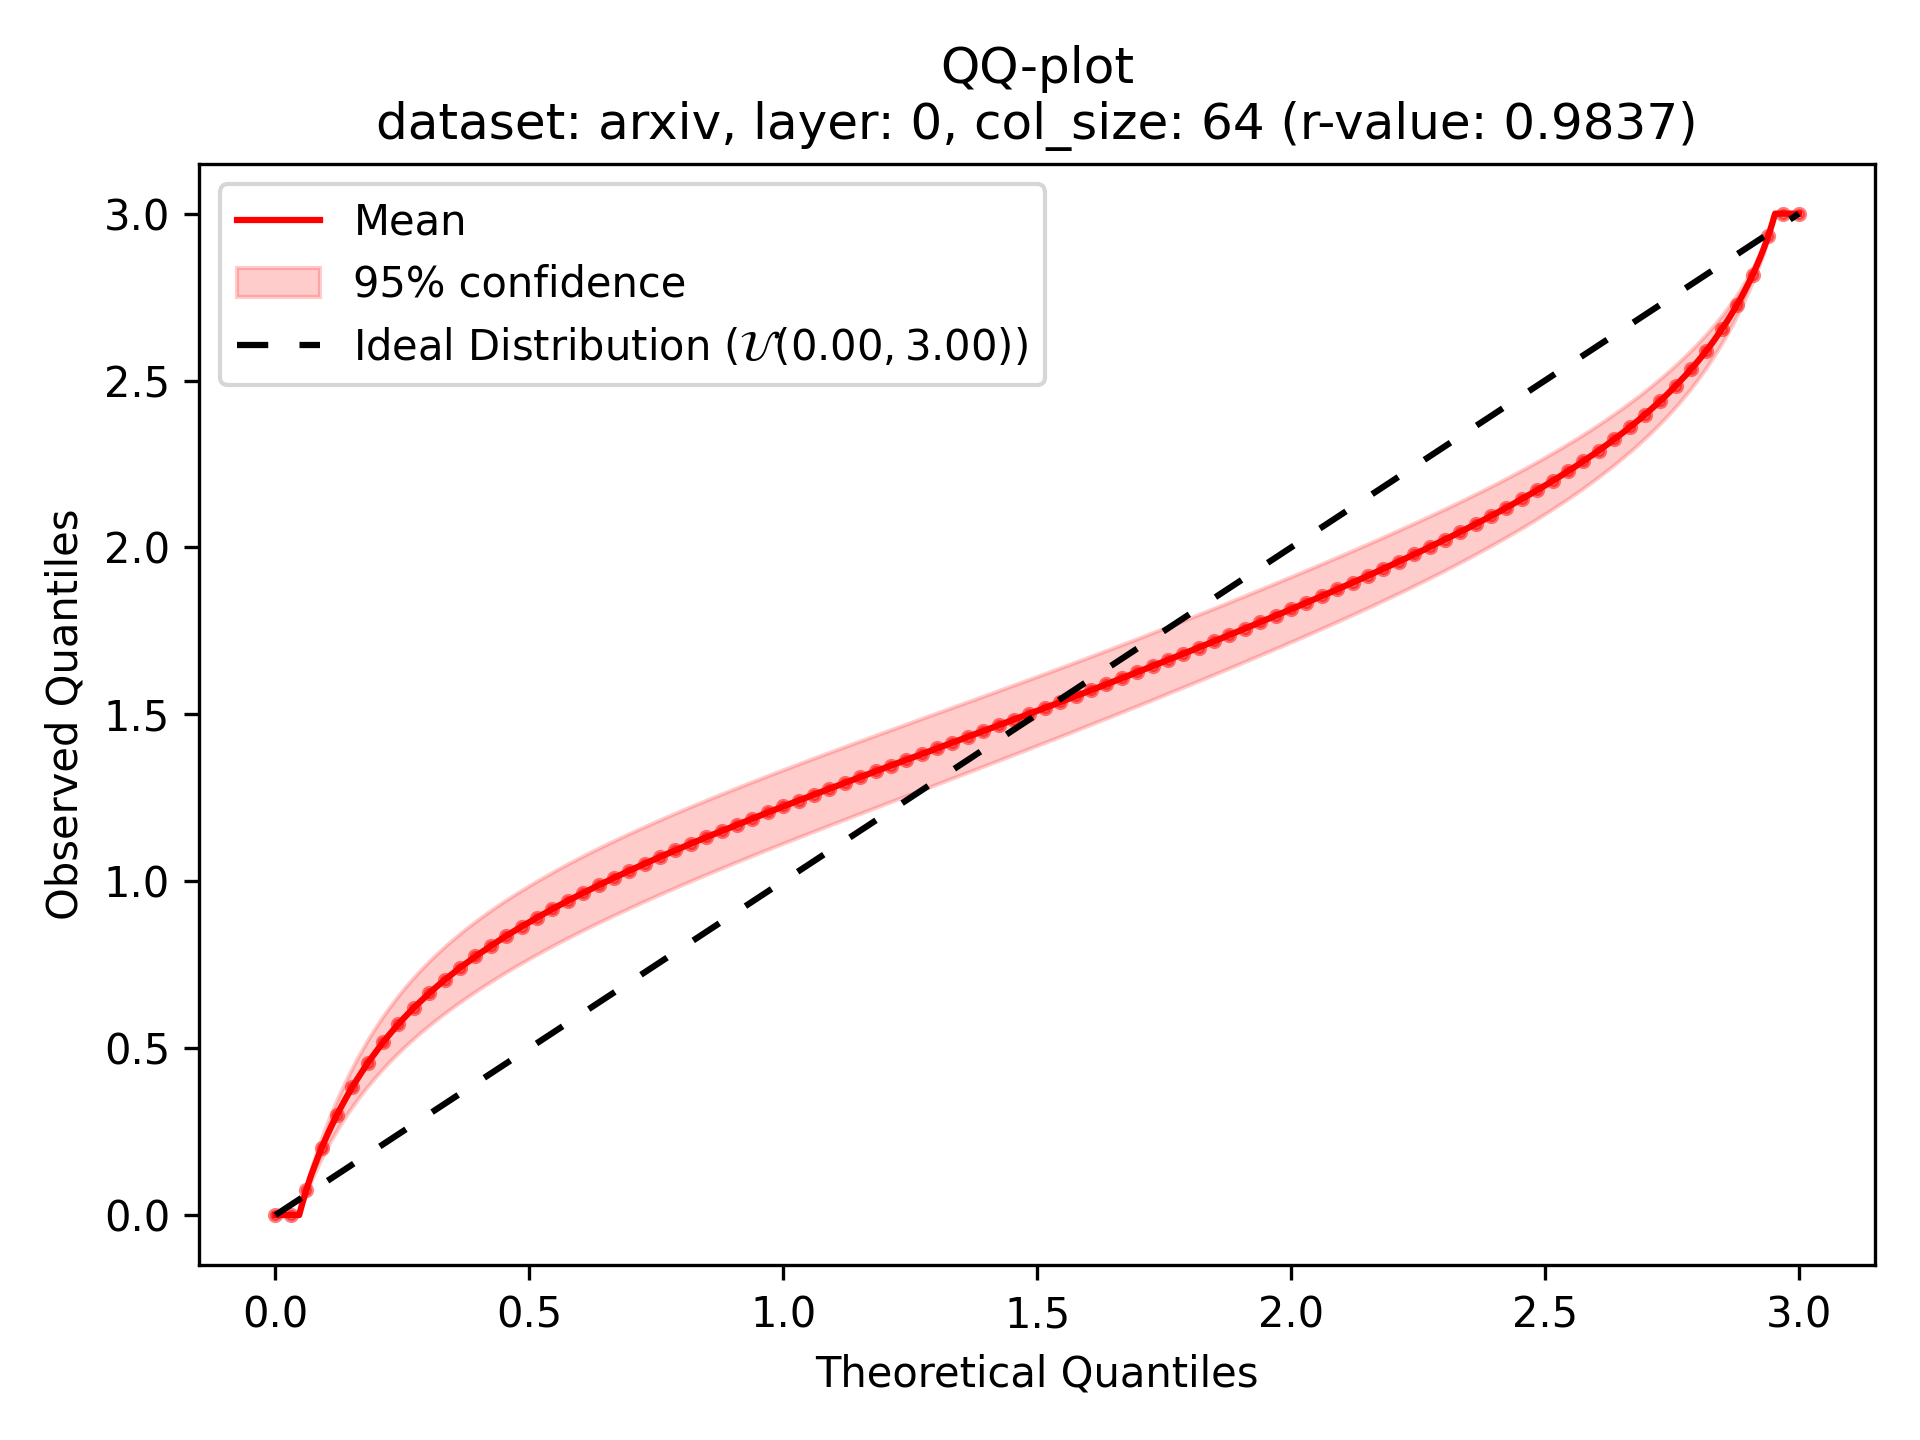 QQ-plot
dataset: arxiv, layer: 0, col_size: 64 (r-value: 0.9837)
Mean
95% confidence
Ideal Distribution (𝒰(0.00, 3.00))
3.0
2.5
2.0
1.5
1.0
0.5
0.0
Observed Quantiles
0.0 0.5 1.0 1.5 2.0 2.5 3.0
Theoretical Quantiles